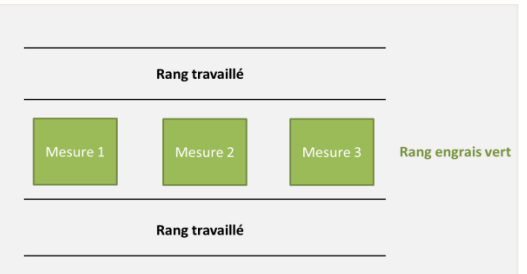 Rang travaillé
Mesure 1
Mesure 2
Mesure 3
Rang engrais vert
Rang travaillé